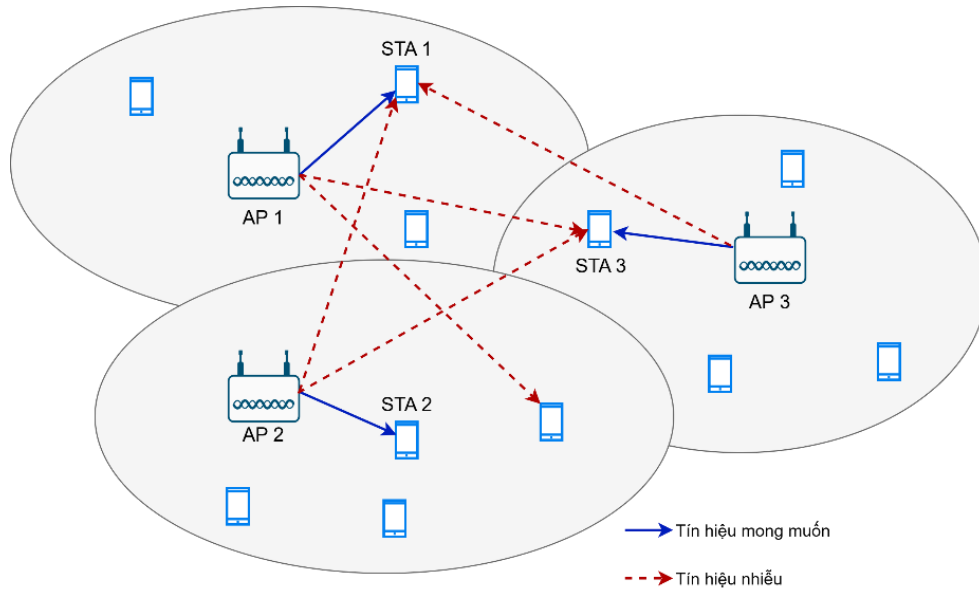 STA 1
AP 1
STA 3
AP 3
STA 2
AP 2
Tín hiệu mong muốn
Tín hiệu nhiễu